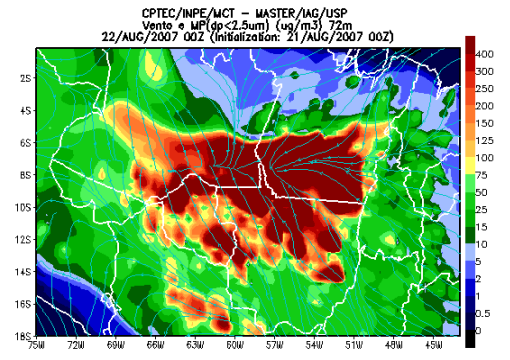 CPTEC/INPE/MCT - MASTER/IAG/USP
Vento e MP(dp<2.5um) (ug/m3) 72m
22/AUG/2007 00Z (Initialization: 21/AUG/2007 00Z)
2S
4S
6S
8S
10S
12S
14S
16S
18S
75W 72W 69W 66W 63W 60W 57W 54W 51W 48W 45W
400
300
250
200
150
125
100
75
50
25
15
10
5
2
1
0.5
0